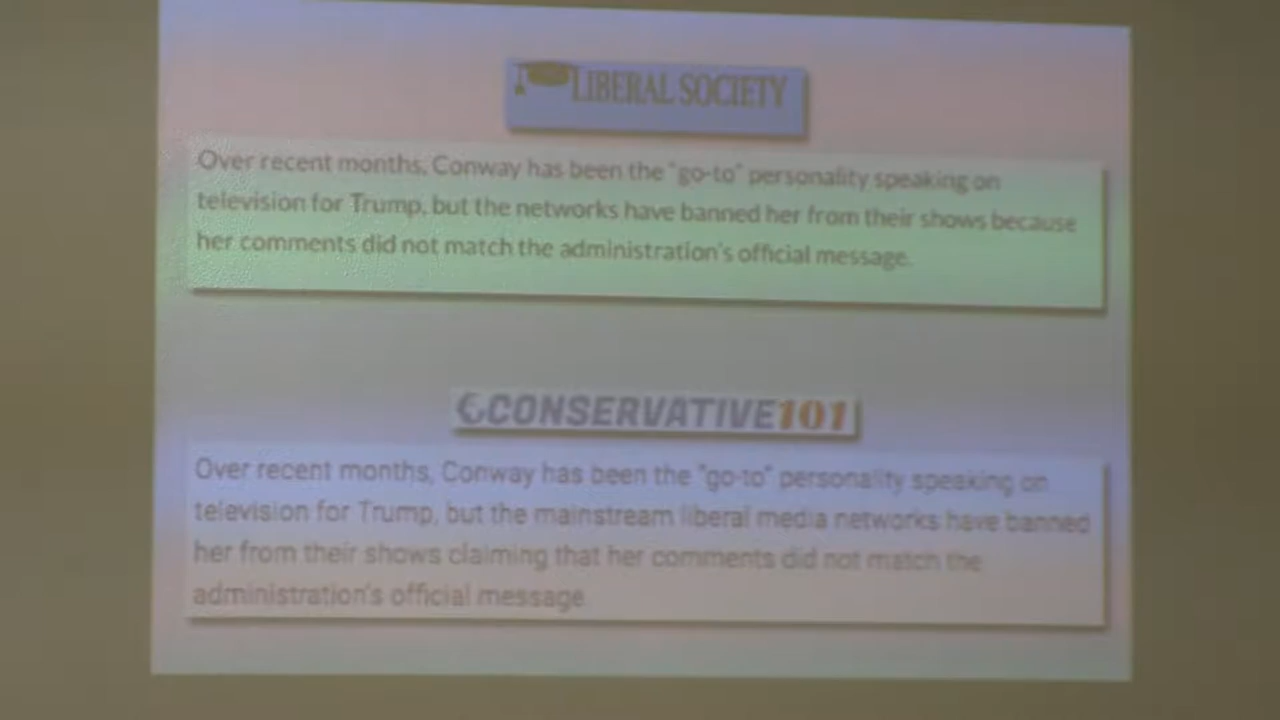 LIBERAL SOCIETY
Over recent months, Conway has been the "go-to" personality speaking on
television for Trump, but the networks have banned her from their shows because
her comments did not match the administration's official message.
CONSERVATIVE101
Over recent months, Conway has been the "go-to" personality speaking on
television for Trump, but the mainstream liberal media networks have banned
her from their shows claiming that her comments did not match the
administration's official message